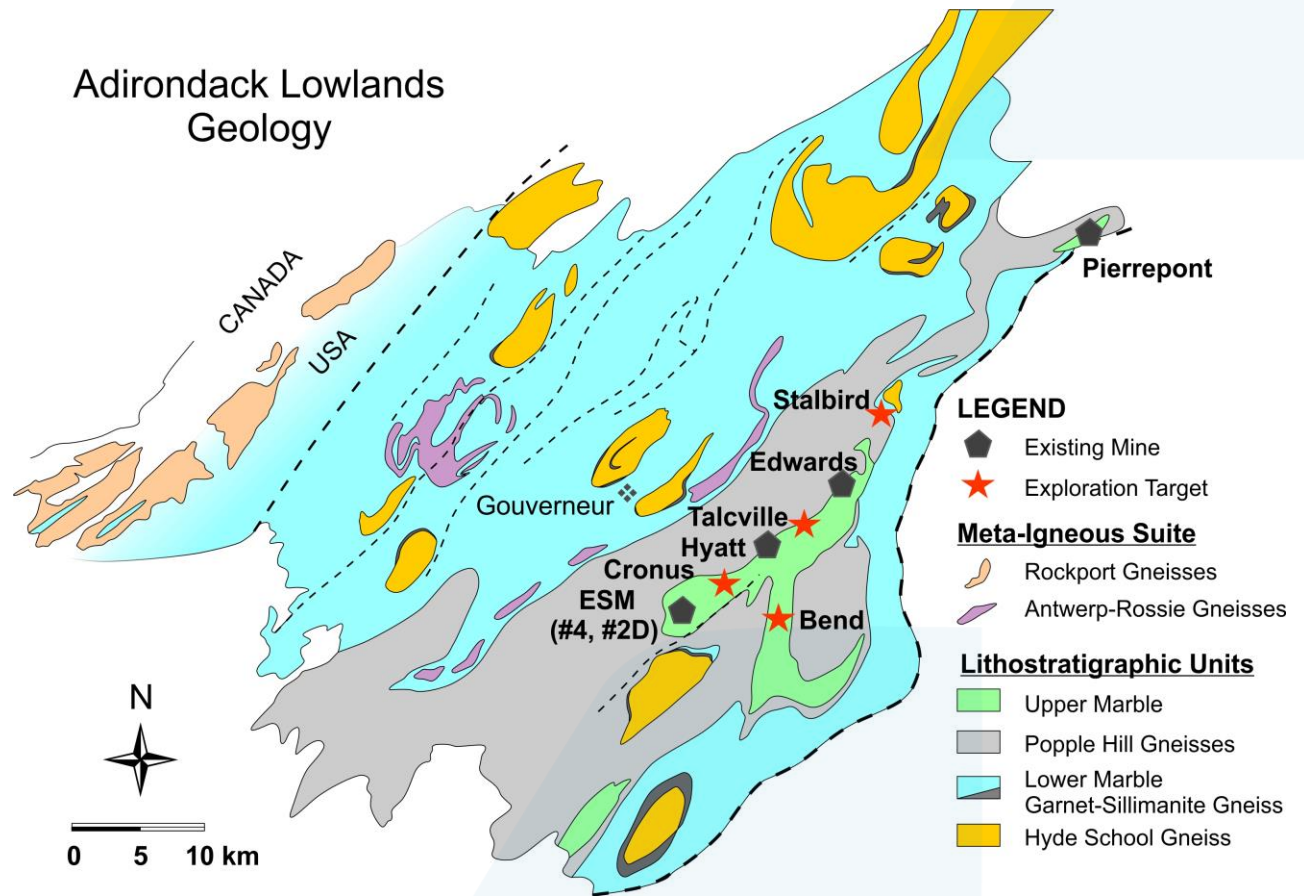 Adirondack Lowlands
Geology
CANADA
USA
Pierrepont
Stalbird
Edwards
Gouverneur
Talcville
Hyatt
Cronus
ESM
(#4, #2D)
Bend
LEGEND
Existing Mine
Exploration Target
Meta-Igneous Suite
Rockport Gneisses
Antwerp-Rossie Gneisses
Lithostratigraphic Units
Upper Marble
Popple Hill Gneisses
Lower Marble
Garnet-Sillimanite Gneiss
Hyde School Gneiss
N
0 5 10 km